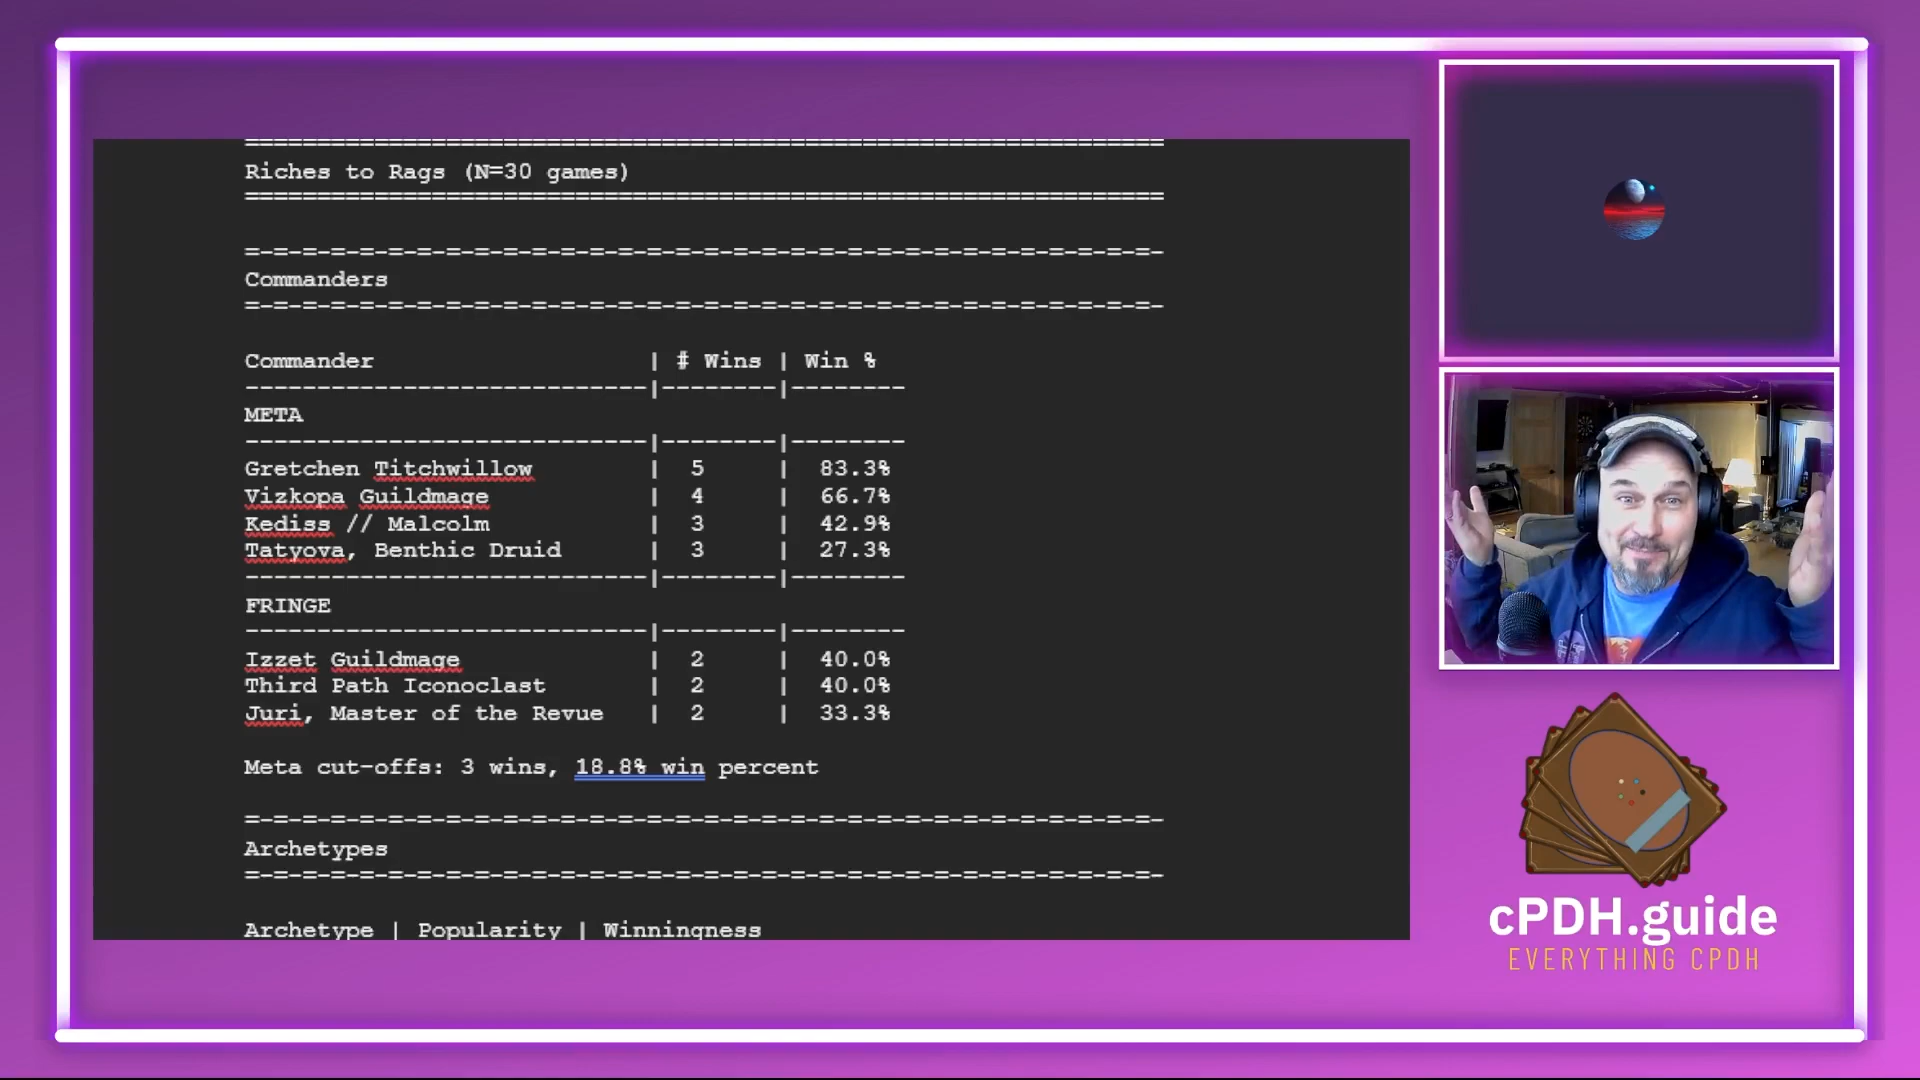 ==========================================================
Riches to Rags (N=30 games)
==========================================================
=-=-=-=-=-=-=-=-=-=-=-=-=-=-=-=-=-=-=-=-=-=-=-=-=-=-=-=-=-=-=-=-
Commanders
=-=-=-=-=-=-=-=-=-=-=-=-=-=-=-=-=-=-=-=-=-=-=-=-=-=-=-=-=-=-=-=-
Commander | # Wins | Win %
----------------------------|--------|--------
META
----------------------------|--------|--------
Gretchen Titchwillow | 5 | 83.3%
Vizkopa Guildmage | 4 | 66.7%
Kediss // Malcolm | 3 | 42.9%
Tatyova, Benthic Druid | 3 | 27.3%
----------------------------|--------|--------
FRINGE
----------------------------|--------|--------
Izzet Guildmage | 2 | 40.0%
Third Path Iconoclast | 2 | 40.0%
Juri, Master of the Revue | 2 | 33.3%
Meta cut-offs: 3 wins, 18.8% win percent
=-=-=-=-=-=-=-=-=-=-=-=-=-=-=-=-=-=-=-=-=-=-=-=-=-=-=-=-=-=-=-=-
Archetypes
=-=-=-=-=-=-=-=-=-=-=-=-=-=-=-=-=-=-=-=-=-=-=-=-=-=-=-=-=-=-=-=-
Archetype | Popularity | Winningness
cPDH.guide
EVERYTHING CPDH